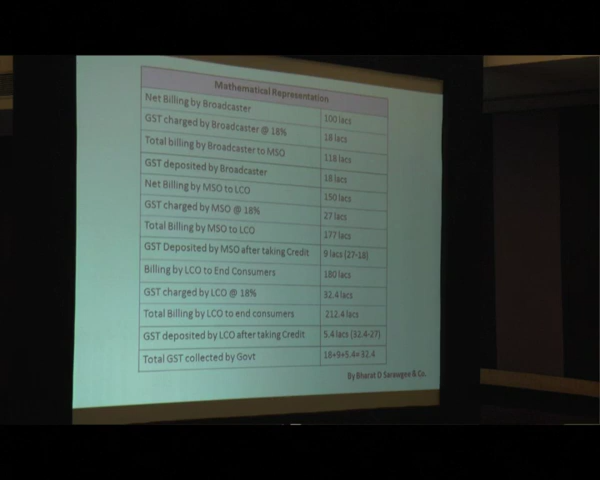 Mathematical Representation
Net Billing by Broadcaster 100 lacs
GST charged by Broadcaster @ 18% 18 lacs
Total billing by Broadcaster to MSO 118 lacs
GST deposited by Broadcaster 18 lacs
Net Billing by MSO to LCO 150 lacs
GST charged by MSO @ 18% 27 lacs
Total Billing by MSO to LCO 177 lacs
GST Deposited by MSO after taking Credit 9 lacs (27-18)
Billing by LCO to End Consumers 180 lacs
GST charged by LCO @ 18% 32.4 lacs
Total Billing by LCO to end consumers 212.4 lacs
GST deposited by LCO after taking Credit 5.4 lacs (32.4-27)
Total GST collected by Govt 18+9+5.4= 32.4
By Bharat D Sarawgee & Co.